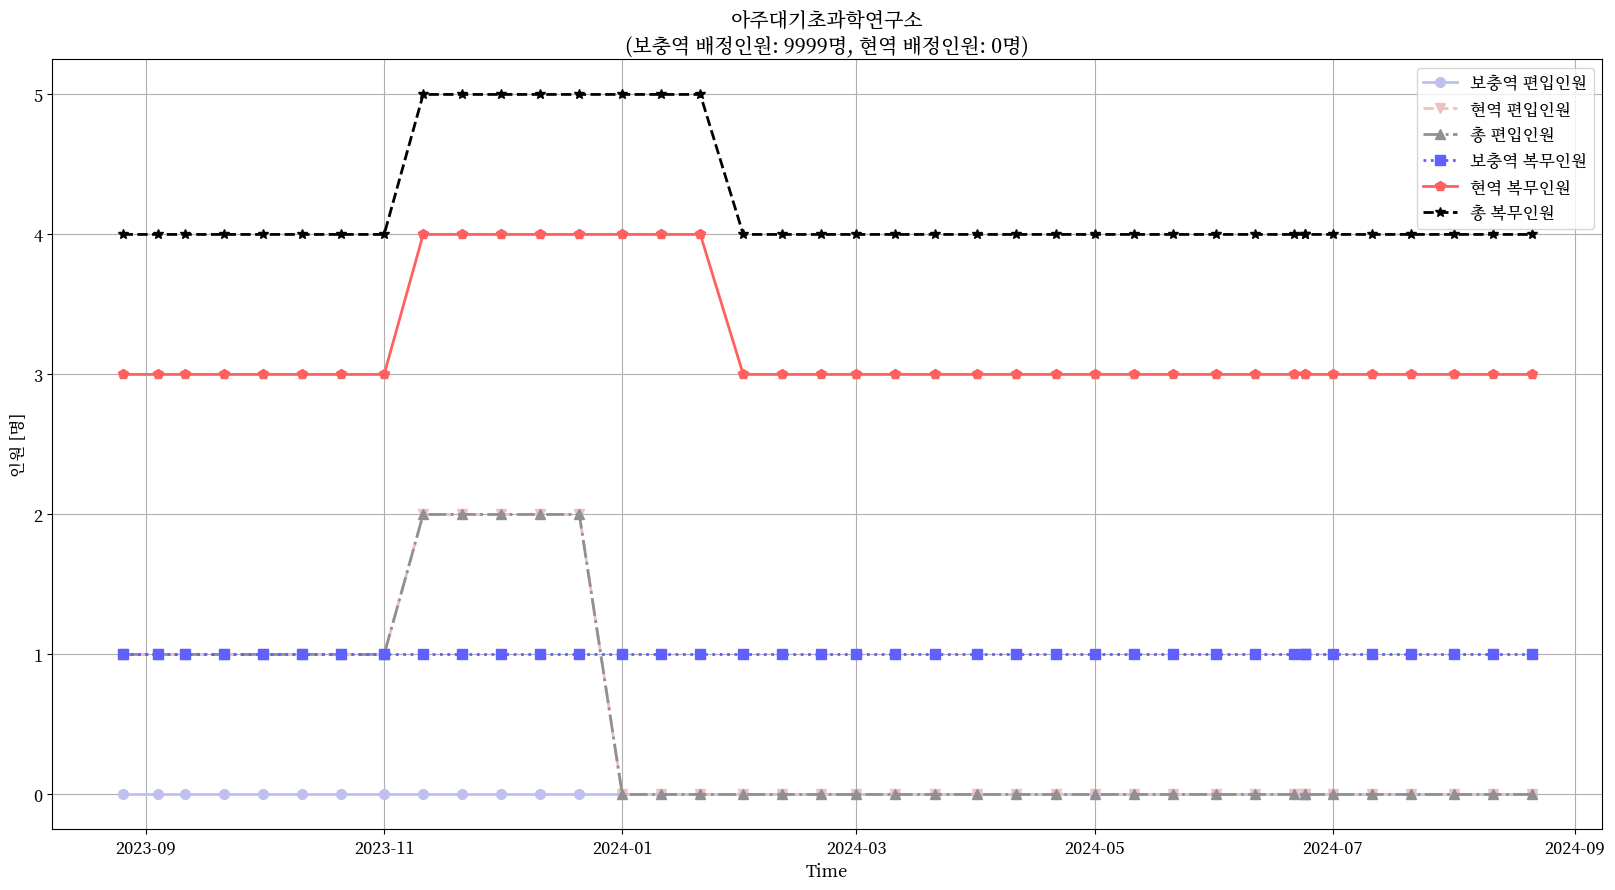 아주대기초과학연구소
(보충역 배정인원: 9999명, 현역 배정인원: 0명)
보충역 편입인원
현역 편입인원
총 편입인원
보충역 복무인원
현역 복무인원
총 복무인원
인원 [명]
5
4
3
2
1
0
2023-09
2023-11
2024-01
2024-03
2024-05
2024-07
2024-09
Time